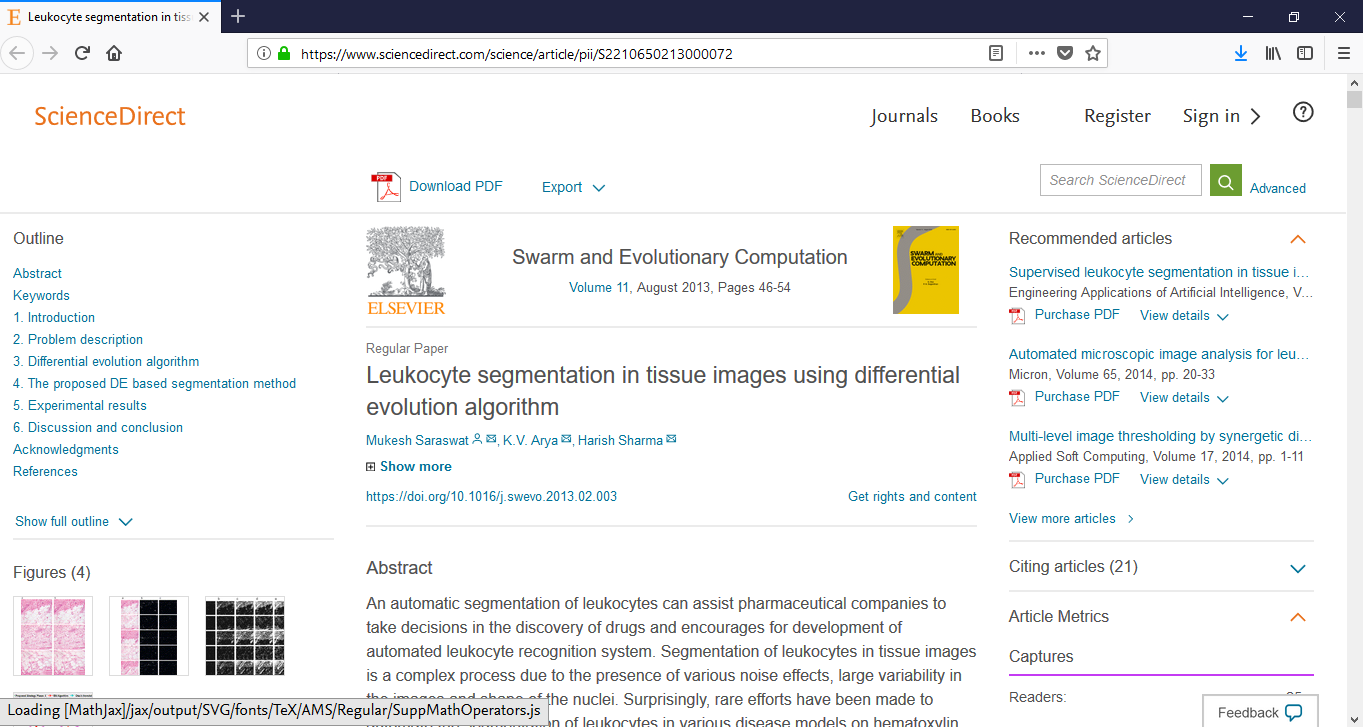 Leukocyte segmentation in tiss
https://www.sciencedirect.com/science/article/pii/S2210650213000072
ScienceDirect
Journals
Books
Register
Sign in
Download PDF
Export
Search ScienceDirect
Advanced
Outline
Abstract
Keywords
1. Introduction
2. Problem description
3. Differential evolution algorithm
4. The proposed DE based segmentation method
5. Experimental results
6. Discussion and conclusion
Acknowledgments
References
Show full outline
Figures (4)
ELSEVIER
Swarm and Evolutionary Computation
Volume 11, August 2013, Pages 46-54
SWARM AND
EVOLUTIONARY
COMPUTATION
Regular Paper
Leukocyte segmentation in tissue images using differential
evolution algorithm
Mukesh Saraswat, K.V. Arya, Harish Sharma
Show more
https://doi.org/10.1016/j.swevo.2013.02.003
Get rights and content
Abstract
An automatic segmentation of leukocytes can assist pharmaceutical companies to
take decisions in the discovery of drugs and encourages for development of
automated leukocyte recognition system. Segmentation of leukocytes in tissue images
is a complex process due to the presence of various noise effects, large variability in
the images and shape of the nuclei. Surprisingly, rare efforts have been made to
of leukocytes in various disease models on hematoxylin
Recommended articles
Supervised leukocyte segmentation in tissue i…
Engineering Applications of Artificial Intelligence, V…
PDF Purchase PDF View details
Automated microscopic image analysis for leu…
Micron, Volume 65, 2014, pp. 20-33
PDF Purchase PDF View details
Multi-level image thresholding by synergetic di…
Applied Soft Computing, Volume 17, 2014, pp. 1-11
PDF Purchase PDF View details
View more articles
Citing articles (21)
Article Metrics
Captures
Readers:
Feedback
Loading [MathJax]/jax/output/SVG/fonts/TeX/AMS/Regular/SuppMathOperators.js